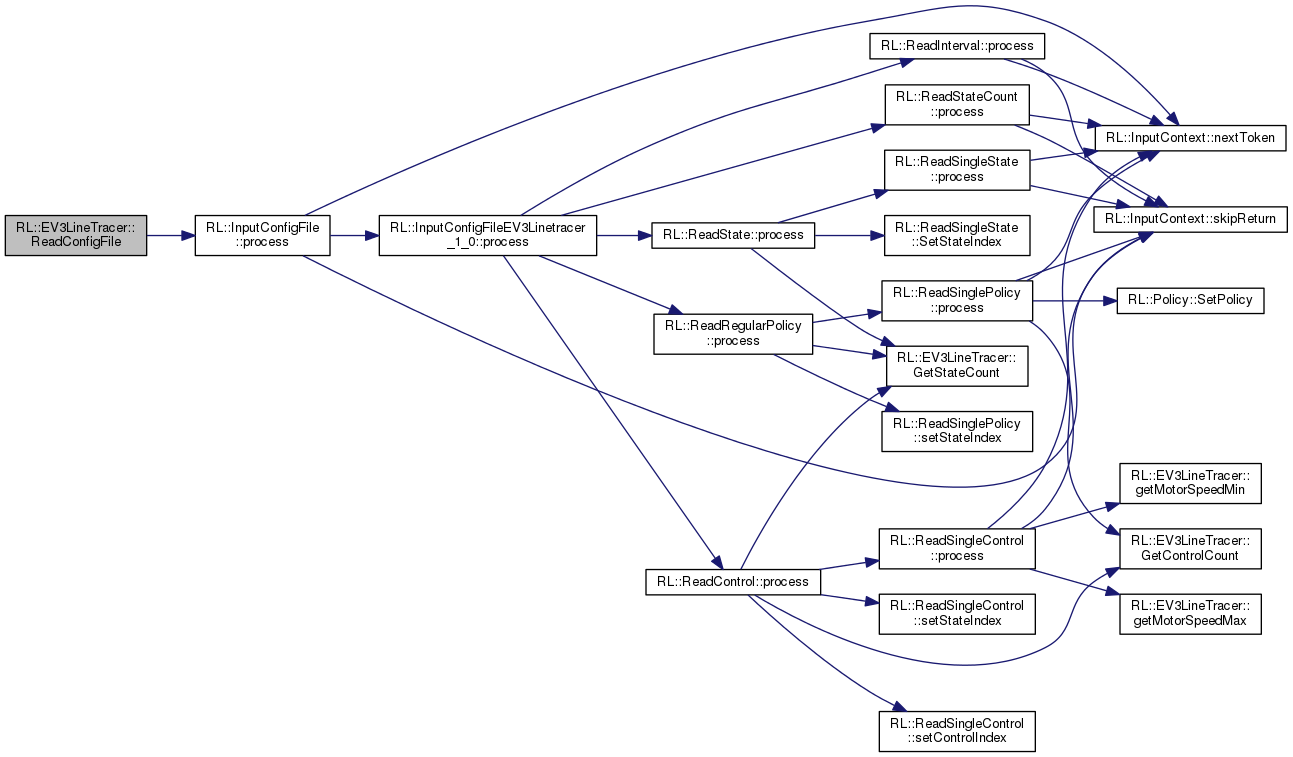 RL::EV3LineTracer::
ReadConfigFile
RL::InputConfigFile
::process
RL::InputConfigFileEV3Linetracer
_1_0::process
RL::ReadInterval::process
RL::ReadStateCount
::process
RL::InputContext::nextToken
RL::ReadSingleState
::process
RL::InputContext::skipReturn
RL::ReadState::process
RL::ReadSingleState
::SetStateIndex
RL::ReadSinglePolicy
::process
RL::Policy::SetPolicy
RL::ReadRegularPolicy
::process
RL::EV3LineTracer::
GetStateCount
RL::ReadSinglePolicy
::setStateIndex
RL::EV3LineTracer::
getMotorSpeedMin
RL::ReadSingleControl
::process
RL::EV3LineTracer::
GetControlCount
RL::ReadControl::process
RL::ReadSingleControl
::setStateIndex
RL::EV3LineTracer::
getMotorSpeedMax
RL::ReadSingleControl
::setControlIndex